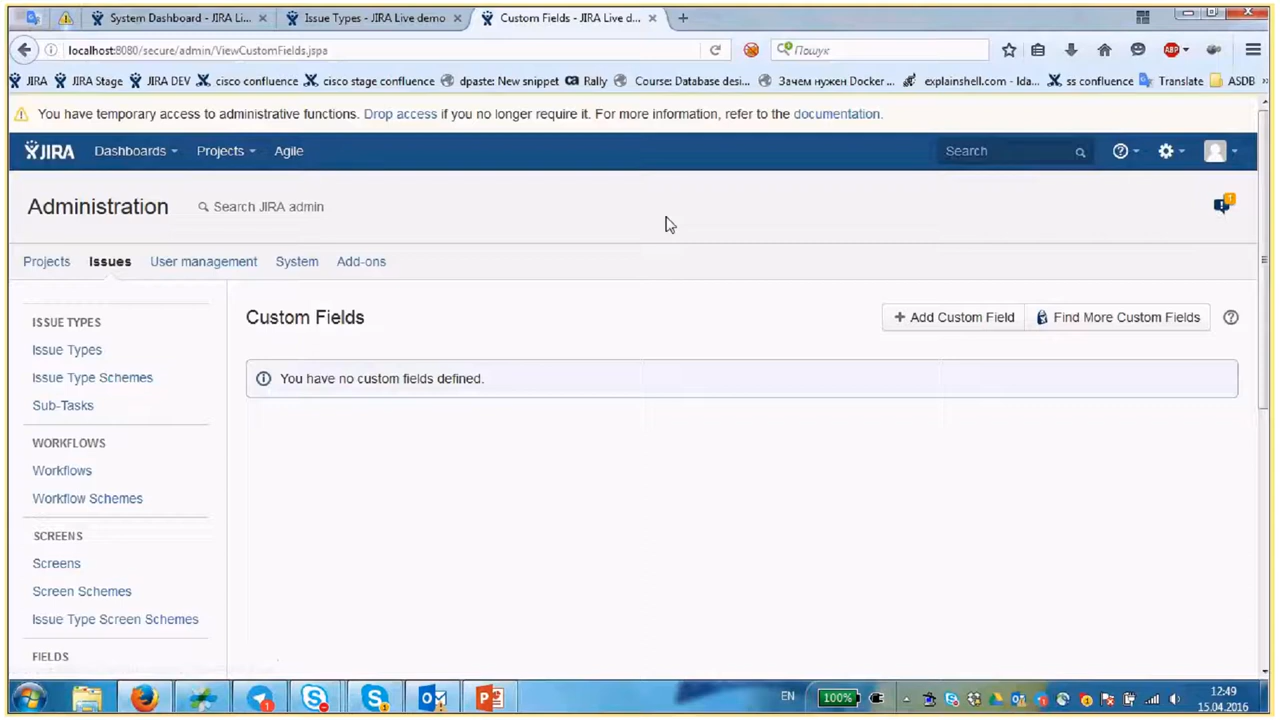 System Dashboard - JIRA Li...
Issue Types - JIRA Live demo
Custom Fields - JIRA Live d...
localhost:8080/secure/admin/ViewCustomFields.jspa
Пошук
ABP
JIRA
JIRA Stage
JIRA DEV
cisco confluence
cisco stage confluence
dpaste: New snippet
ca Rally
Course: Database desi...
Зачем нужен Docker ...
explainshell.com - Ida...
ss confluence
Translate
ASDB
You have temporary access to administrative functions. Drop access if you no longer require it. For more information, refer to the documentation.
JIRA
Dashboards
Projects
Agile
Search
Administration
Search JIRA admin
1
Projects
Issues
User management
System
Add-ons
ISSUE TYPES
Issue Types
Issue Type Schemes
Sub-Tasks
WORKFLOWS
Workflows
Workflow Schemes
SCREENS
Screens
Screen Schemes
Issue Type Screen Schemes
FIELDS
Custom Fields
+ Add Custom Field
Find More Custom Fields
You have no custom fields defined.
EN
100%
12:49
15.04.2016